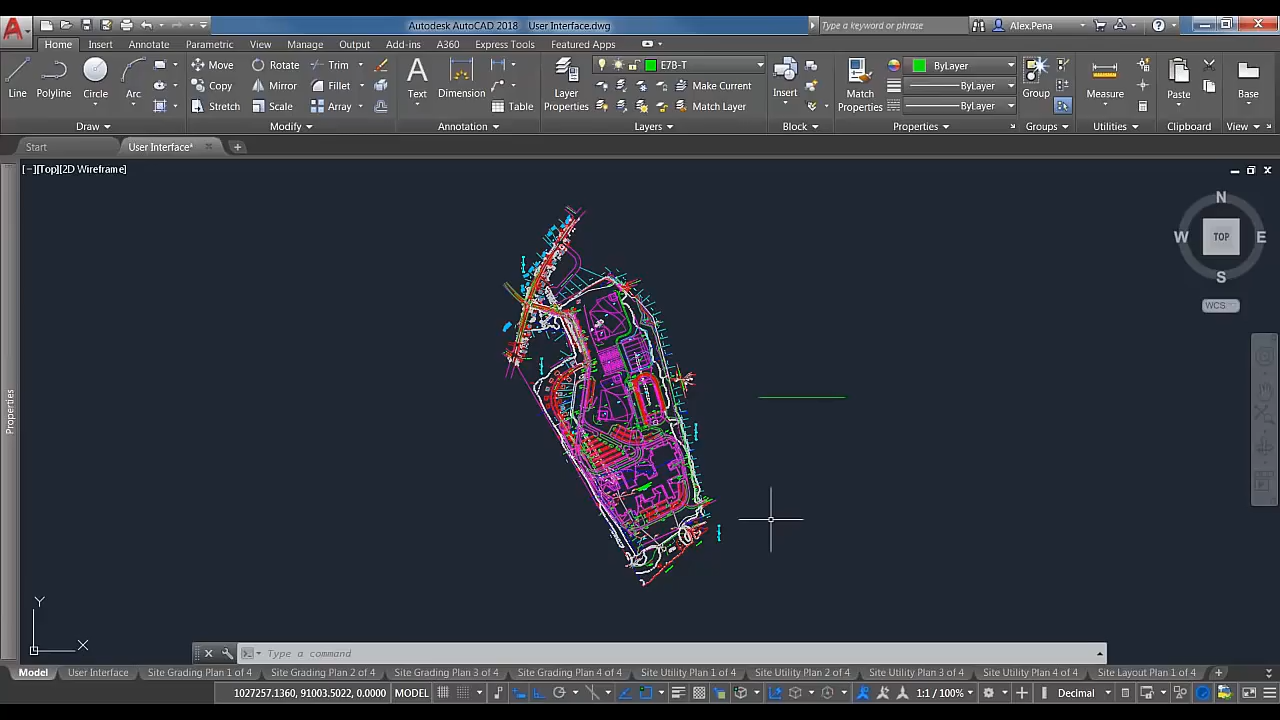 Autodesk AutoCAD 2018 User Interface.dwg
Type a keyword or phrase
Alex.Pena
Home Insert Annotate Parametric View Manage Output Add-ins A360 Express Tools Featured Apps
Line
Polyline
Circle
Arc
Move
Rotate
Trim
Copy
Mirror
Fillet
Stretch
Scale
Array
Text
Dimension
Table
Layer
Properties
E7B-T
Make Current
Match Layer
Insert
Match
Properties
ByLayer
ByLayer
ByLayer
Group
Measure
Paste
Base
Draw
Modify
Annotation
Layers
Block
Properties
Groups
Utilities
Clipboard
View
Start
User Interface*
[−][Top][2D Wireframe]
N
W
TOP
E
S
WCS
Properties
Y
X
Type a command
Model User Interface Site Grading Plan 1 of 4 Site Grading Plan 2 of 4 Site Grading Plan 3 of 4 Site Grading Plan 4 of 4 Site Utility Plan 1 of 4 Site Utility Plan 2 of 4 Site Utility Plan 3 of 4 Site Utility Plan 4 of 4 Site Layout Plan 1 of 4
1027257.1360, 91003.5022, 0.0000 MODEL 1:1 / 100% Decimal